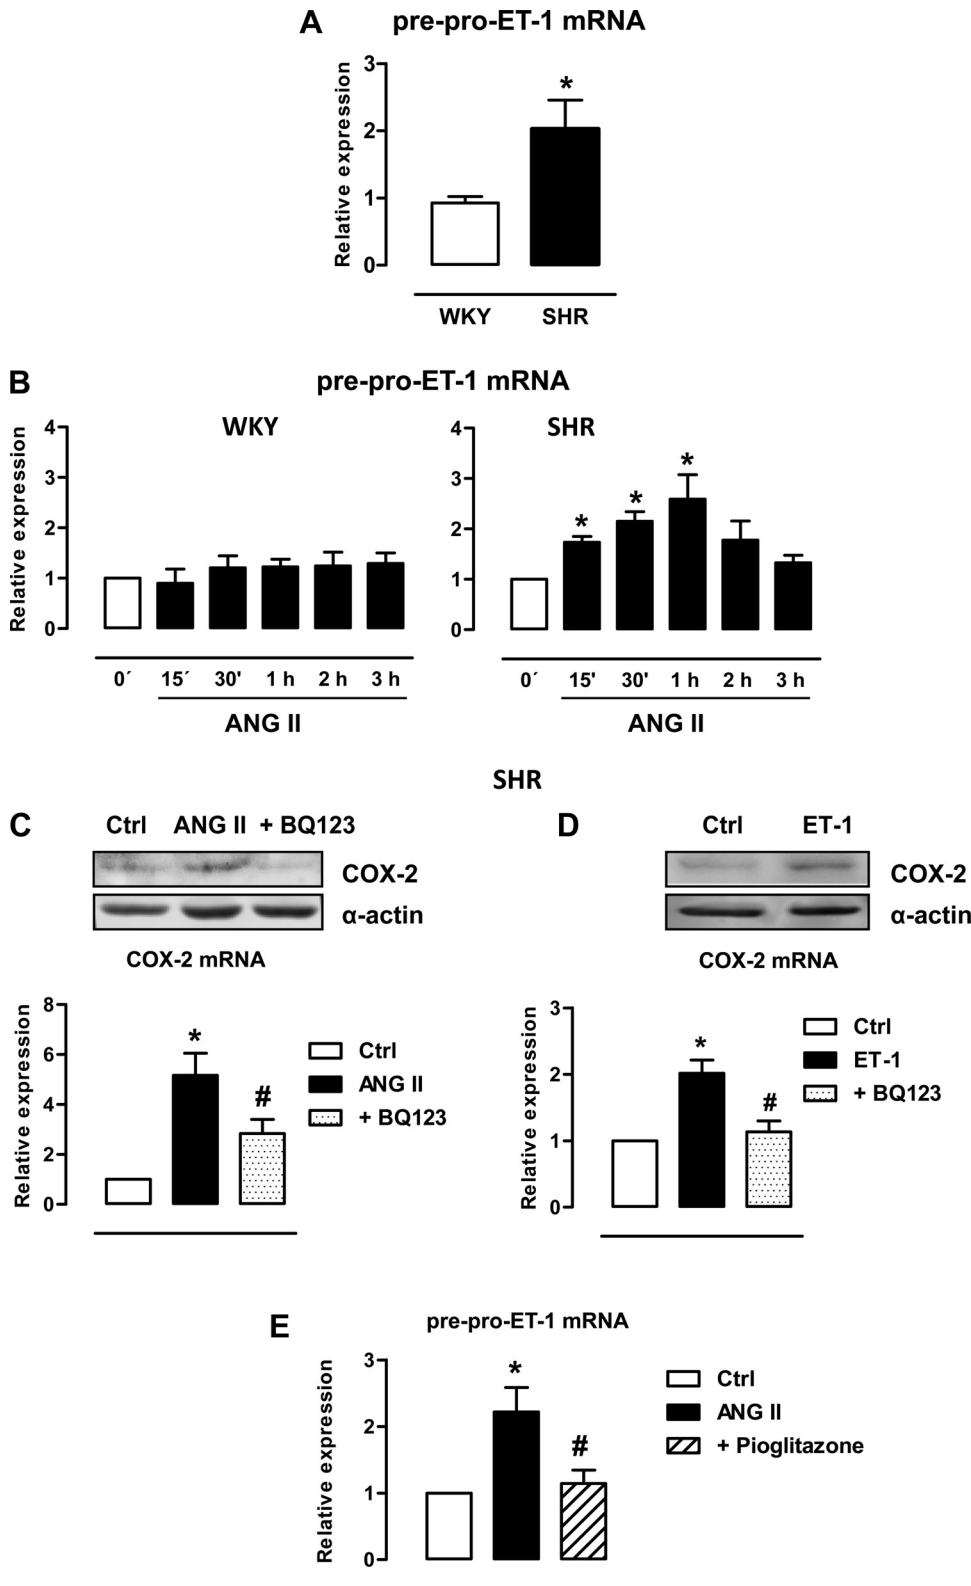 A pre-pro-ET-1 mRNA
Relative expression
3
2
1
0
*
WKY SHR
B pre-pro-ET-1 mRNA
WKY
Relative expression
4
3
2
1
0
0´ 15´ 30' 1 h 2 h 3 h
ANG II
SHR
4
3
2
1
0
* * *
0´ 15' 30' 1 h 2 h 3 h
ANG II
SHR
C Ctrl ANG II + BQ123
COX-2
α-actin
COX-2 mRNA
Relative expression
8
6
4
2
0
*
#
Ctrl
ANG II
+ BQ123
D Ctrl ET-1
COX-2
α-actin
COX-2 mRNA
Relative expression
3
2
1
0
*
#
Ctrl
ET-1
+ BQ123
E pre-pro-ET-1 mRNA
Relative expression
3
2
1
0
*
#
Ctrl
ANG II
+ Pioglitazone